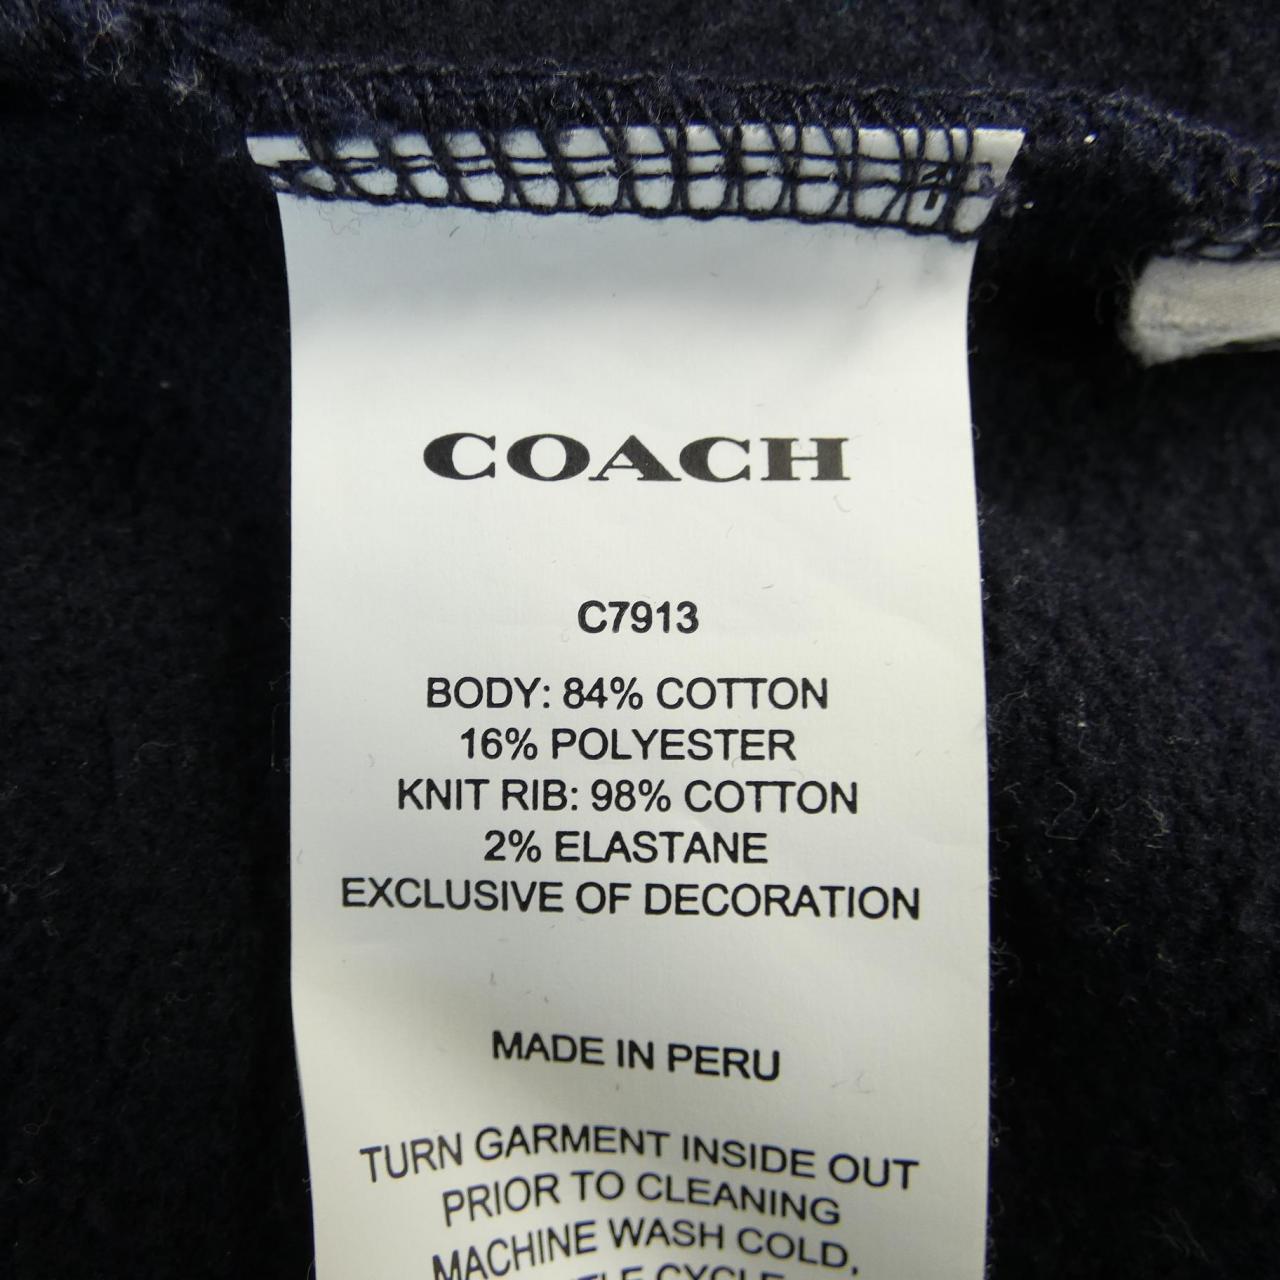 COACH
C7913
BODY: 84% COTTON
16% POLYESTER
KNIT RIB: 98% COTTON
2% ELASTANE
EXCLUSIVE OF DECORATION
MADE IN PERU
TURN GARMENT INSIDE OUT
PRIOR TO CLEANING
MACHINE WASH COLD,
CYCLE